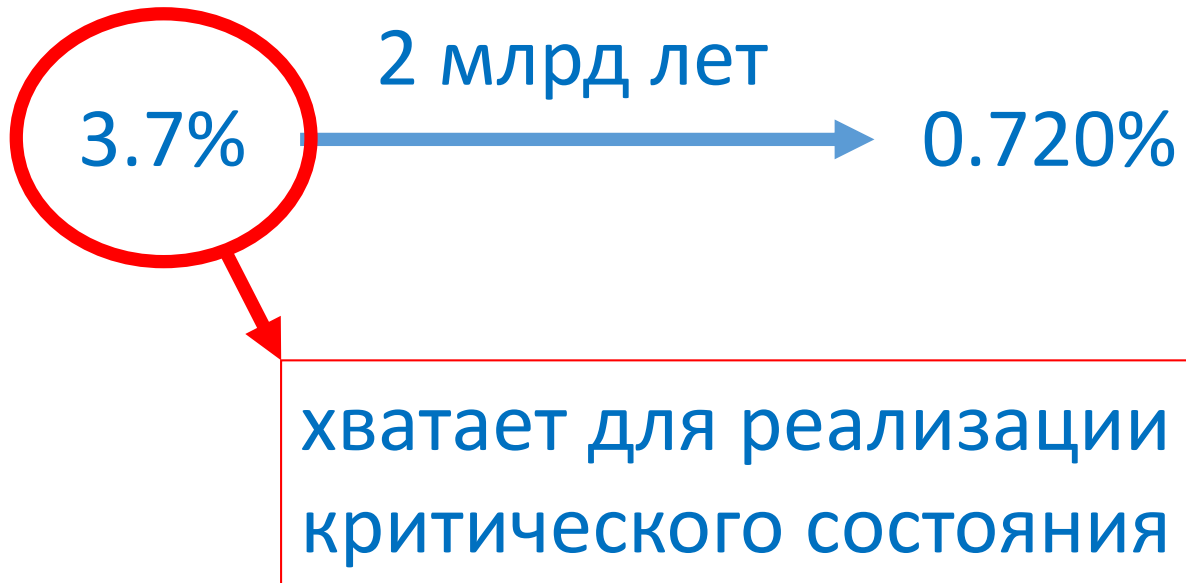 2 млрд лет
3.7%
0.720%
хватает для реализации
критического состояния